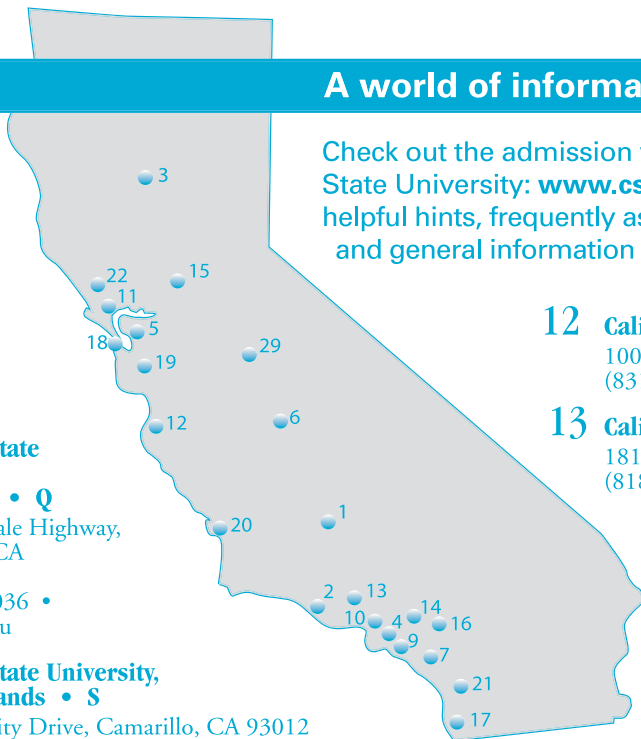 A world of informa
Check out the admission
State University: www.cs
helpful hints, frequently as
and general information
3
15
22
11
5
18
19
29
12
6
20
1
2
13
10
4
14
16
9
7
21
17
12 Cali
100
(83
13 Cali
181
(818
tate
• Q
ale Highway,
CA
036 •
u
tate University,
ands • S
ity Drive, Camarillo, CA 93012